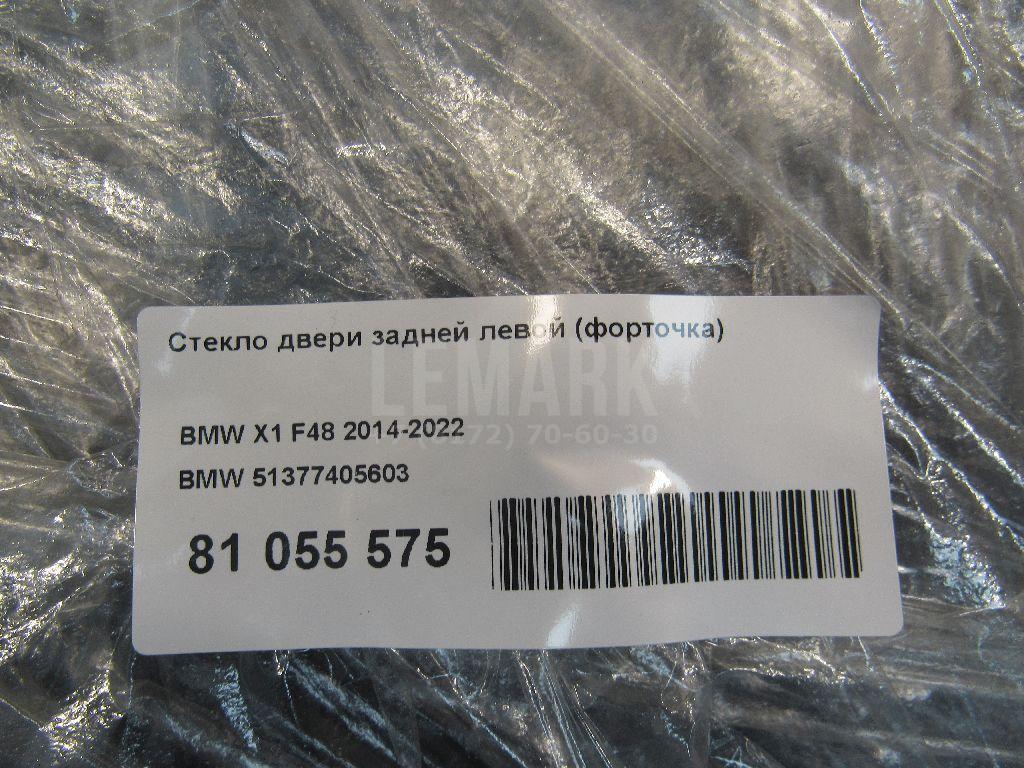 Стекло двери задней левой (форточка)
LEMARK
BMW X1 F48 2014-2022
70-60-30
BMW 51377405603
81 055 575